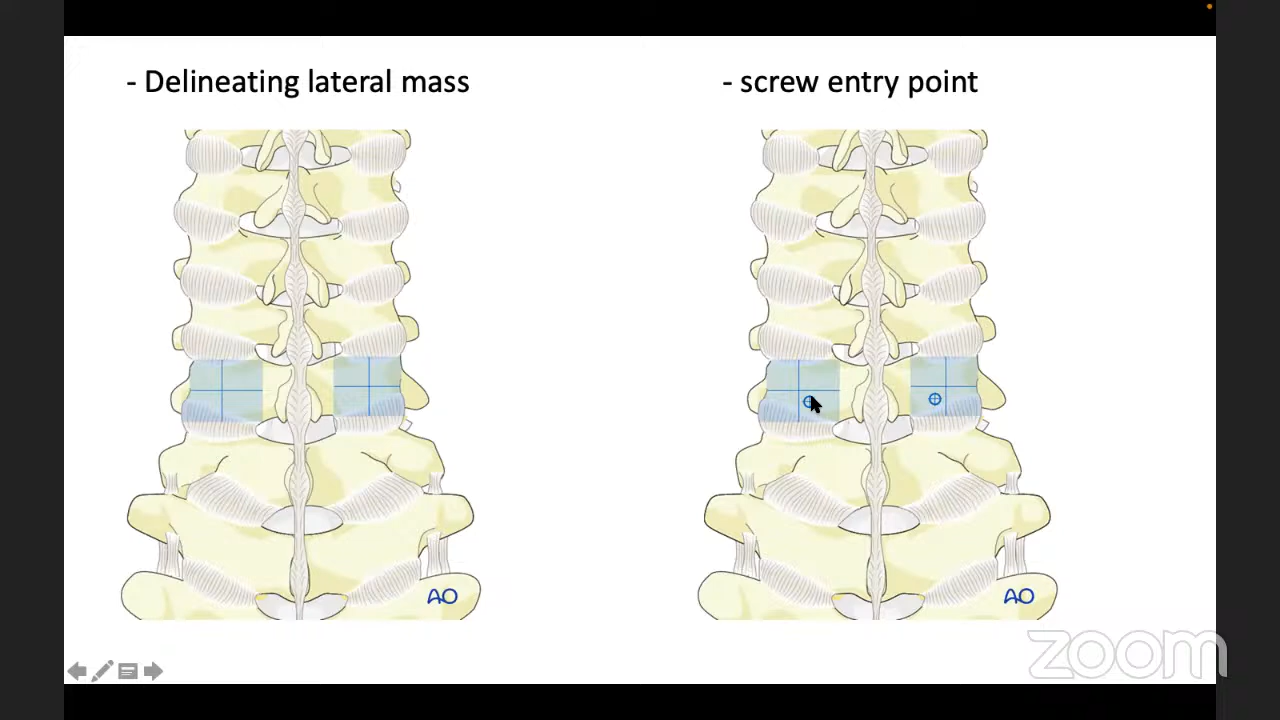 - Delineating lateral mass
- screw entry point
AO
AO
zoom